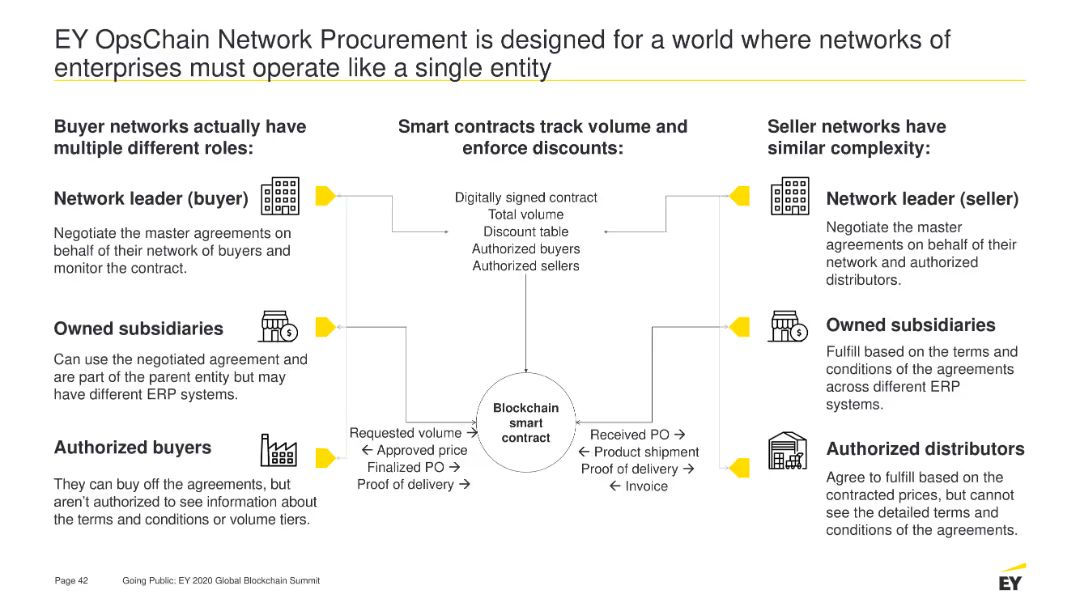 EY OpsChain Network Procurement is designed for a world where networks of
enterprises must operate like a single entity
Buyer networks actually have
multiple different roles:
Network leader (buyer)
Negotiate the master agreements on
behalf of their network of buyers and
monitor the contract.
Owned subsidiaries
Can use the negotiated agreement and
are part of the parent entity but may
have different ERP systems.
Authorized buyers
They can buy off the agreements, but
aren't authorized to see information about
the terms and conditions or volume tiers.
Smart contracts track volume and
enforce discounts:
Digitally signed contract
Total volume
Discount table
Authorized buyers
Authorized sellers
Blockchain
smart
contract
Requested volume →
← Approved price
Finalized PO →
Proof of delivery →
Received PO →
← Product shipment
Proof of delivery →
← Invoice
Seller networks have
similar complexity:
Network leader (seller)
Negotiate the master
agreements on behalf of their
network and authorized
distributors.
Owned subsidiaries
Fulfill based on the terms and
conditions of the agreements
across different ERP
systems.
Authorized distributors
Agree to fulfill based on the
contracted prices, but cannot
see the detailed terms and
conditions of the agreements.
Page 42
Going Public: EY 2020 Global Blockchain Summit
EY